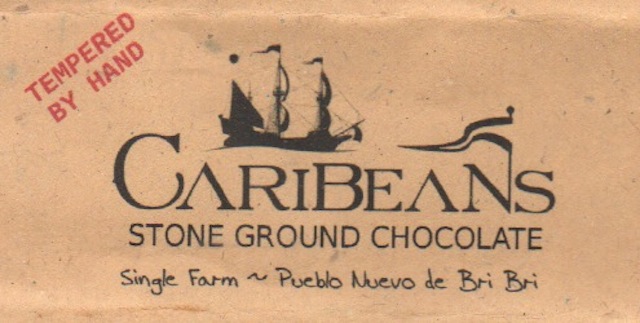 TEMPERED
BY HAND
CARIBEANS
STONE GROUND CHOCOLATE
Single Farm ~ Pueblo Nuevo de Bri Bri